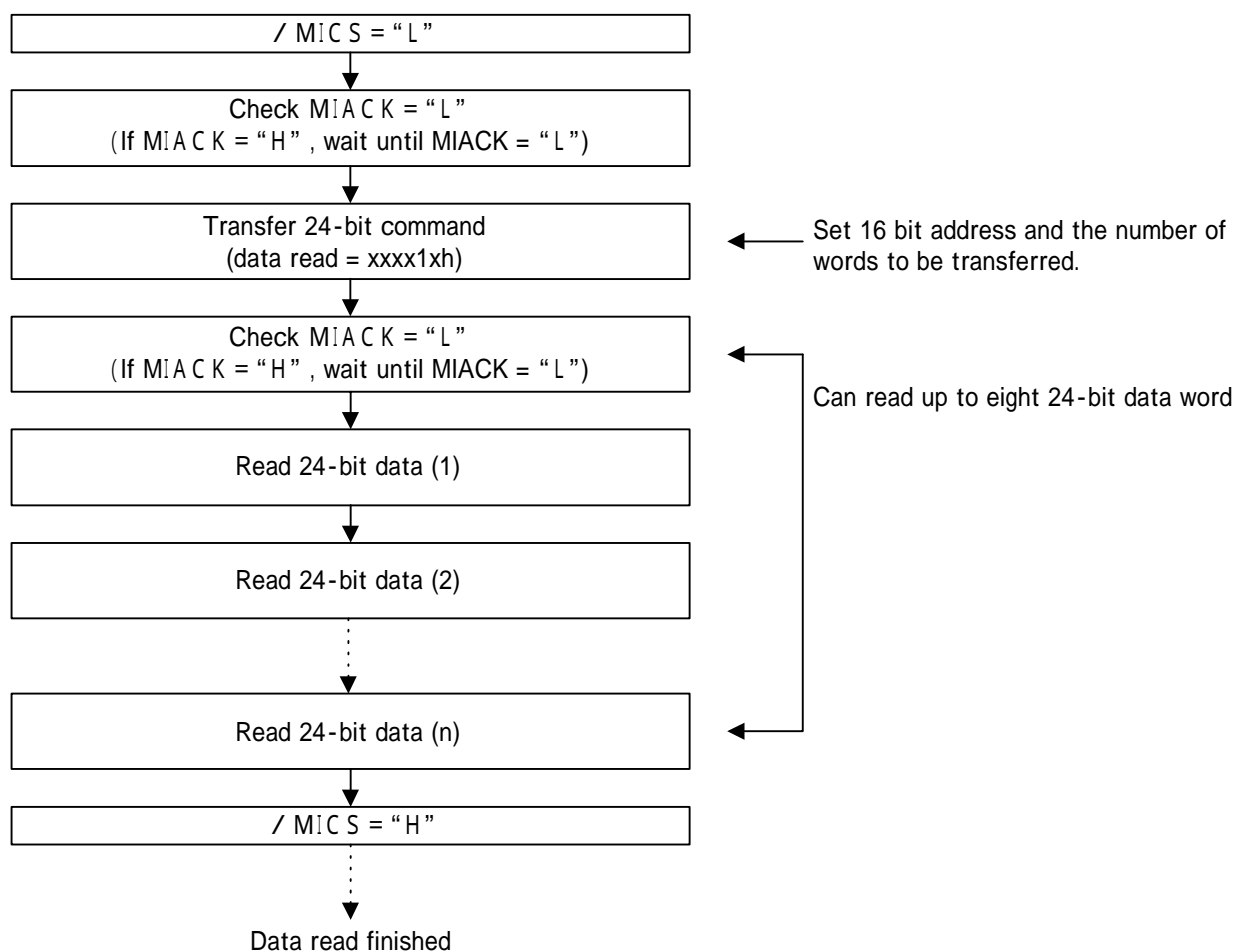 / MICS = “L”
Check MIACK = “L”
(If MIACK = “H” , wait until MIACK = “L”)
Transfer 24-bit command
(data read = xxxx1xh)
Set 16 bit address and the number of
words to be transferred.
Check MIACK = “L”
(If MIACK = “H” , wait until MIACK = “L”)
Can read up to eight 24-bit data word
Read 24-bit data (1)
Read 24-bit data (2)
Read 24-bit data (n)
/ MICS = “H”
Data read finished